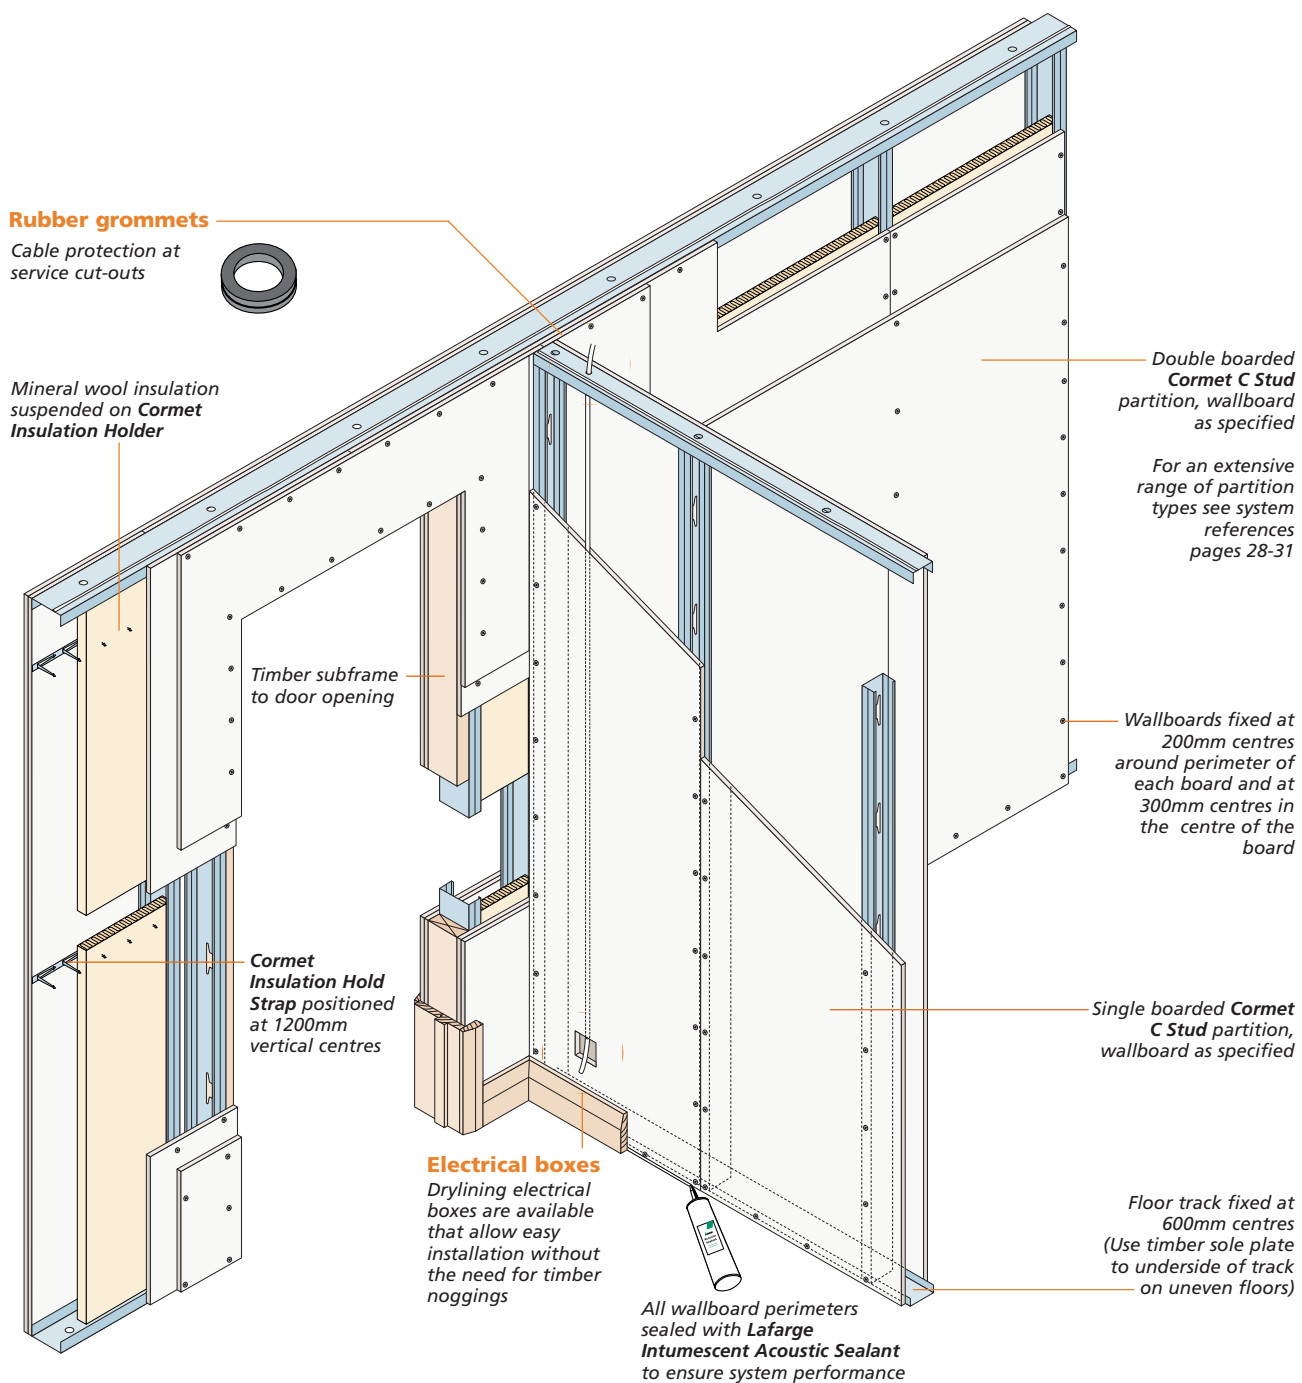 Rubber grommets
Cable protection at
service cut-outs
Mineral wool insulation
suspended on Cormet
Insulation Holder
Double boarded
Cormet C Stud
partition, wallboard
as specified
For an extensive
range of partition
types see system
references
pages 28-31
Timber subframe
to door opening
Wallboards fixed at
200mm centres
around perimeter of
each board and at
300mm centres in
the centre of the
board
Cormet
Insulation Hold
Strap positioned
at 1200mm
vertical centres
Single boarded Cormet
C Stud partition,
wallboard as specified
Electrical boxes
Drylining electrical
boxes are available
that allow easy
installation without
the need for timber
noggings
Floor track fixed at
600mm centres
(Use timber sole plate
to underside of track
on uneven floors)
All wallboard perimeters
sealed with Lafarge
Intumescent Acoustic Sealant
to ensure system performance